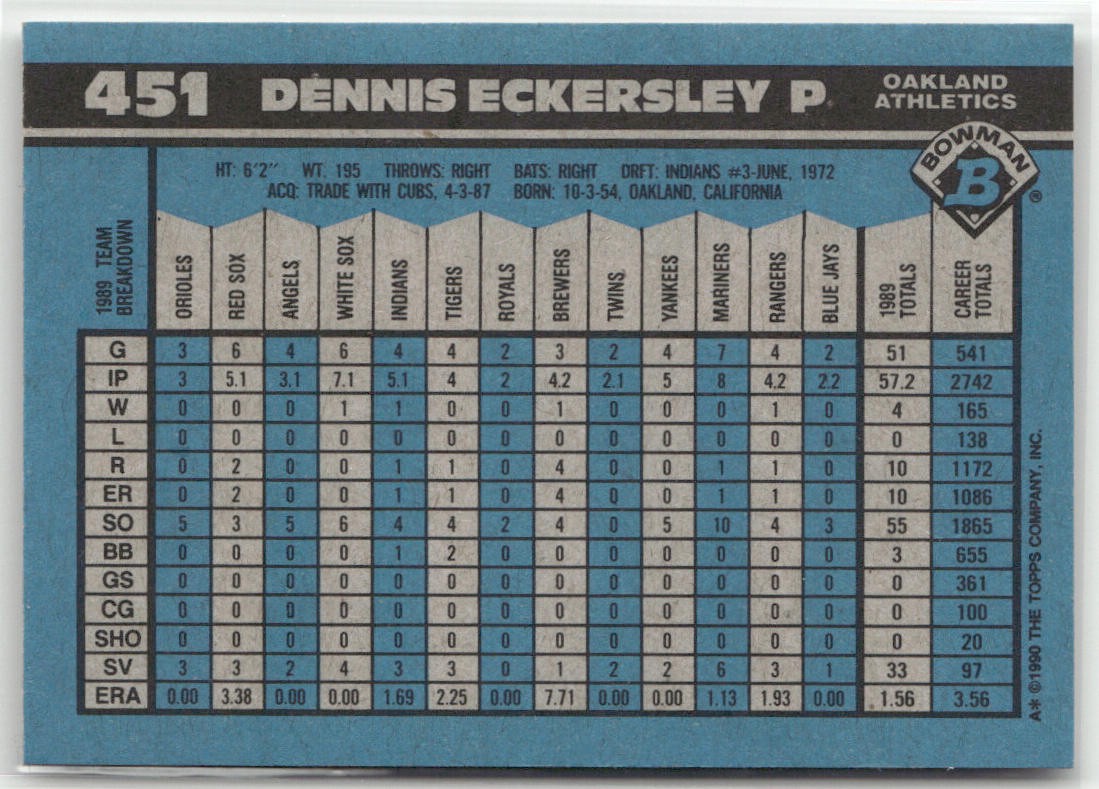 451 DENNIS ECKERSLEY P. OAKLAND ATHLETICS
BOWMAN
B
®
HT: 6'2" WT. 195 THROWS: RIGHT BATS: RIGHT DRFT: INDIANS #3-JUNE, 1972
ACQ: TRADE WITH CUBS, 4-3-87 BORN: 10-3-54, OAKLAND, CALIFORNIA
1989 TEAM BREAKDOWN ORIOLES RED SOX ANGELS WHITE SOX INDIANS TIGERS ROYALS BREWERS TWINS YANKEES MARINERS RANGERS BLUE JAYS 1989 TOTALS CAREER TOTALS
G 3 6 4 6 4 4 2 3 2 4 7 4 2 51 541
IP 3 5.1 3.1 7.1 5.1 4 2 4.2 2.1 5 8 4.2 2.2 57.2 2742
W 0 0 0 1 1 0 0 1 0 0 0 1 0 4 165
L 0 0 0 0 0 0 0 0 0 0 0 0 0 0 138
R 0 2 0 0 1 1 0 4 0 0 1 1 0 10 1172
ER 0 2 0 0 1 1 0 4 0 0 1 1 0 10 1086
SO 5 3 5 6 4 4 2 4 0 5 10 4 3 55 1865
BB 0 0 0 0 1 2 0 0 0 0 0 0 0 3 655
GS 0 0 0 0 0 0 0 0 0 0 0 0 0 0 361
CG 0 0 0 0 0 0 0 0 0 0 0 0 0 0 100
SHO 0 0 0 0 0 0 0 0 0 0 0 0 0 0 20
SV 3 3 2 4 3 3 0 1 2 2 6 3 1 33 97
ERA 0.00 3.38 0.00 0.00 1.69 2.25 0.00 7.71 0.00 0.00 1.13 1.93 0.00 1.56 3.56
A* ©1990 THE TOPPS COMPANY, INC.